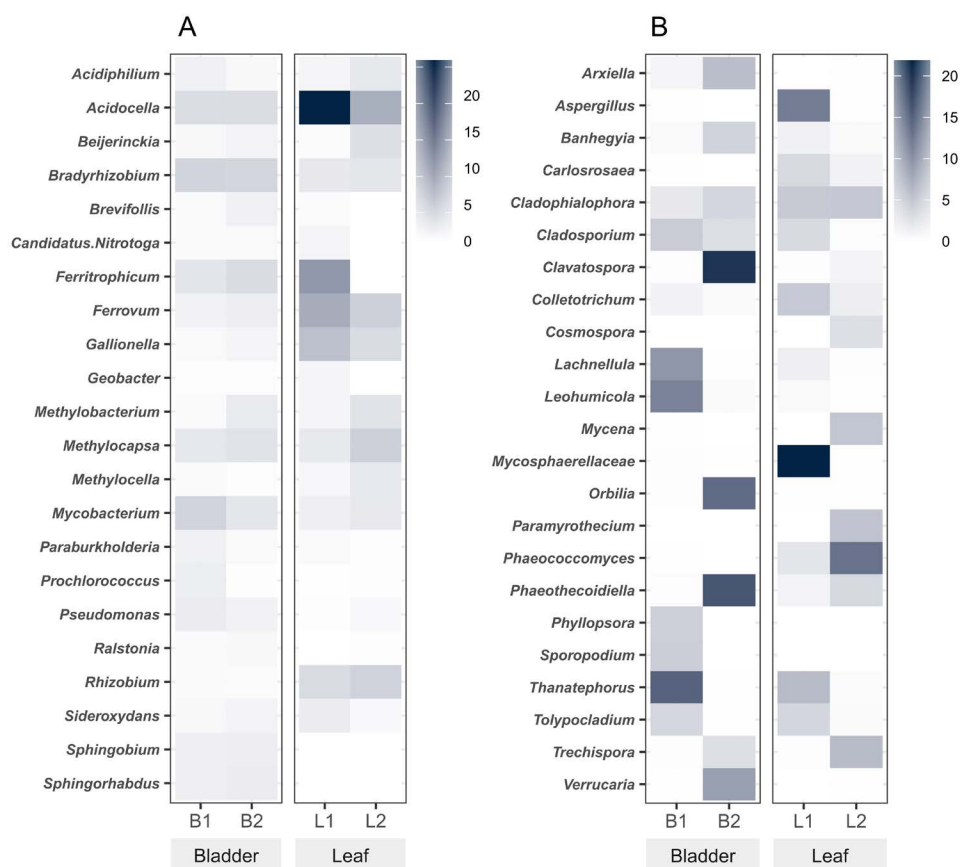 A
Acidiphilium
Acidocella
Beijerinckia
Bradyrhizobium
Brevifollis
Candidatus.Nitrotoga
Ferritrophicum
Ferrovum
Gallionella
Geobacter
Methylobacterium
Methylocapsa
Methylocella
Mycobacterium
Paraburkholderia
Prochlorococcus
Pseudomonas
Ralstonia
Rhizobium
Sideroxydans
Sphingobium
Sphingorhabdus
B1 B2 L1 L2
Bladder Leaf
20
15
10
5
0
B
Arxiella
Aspergillus
Banhegyia
Carlosrosaea
Cladophialophora
Cladosporium
Clavatospora
Colletotrichum
Cosmospora
Lachnellula
Leohumicola
Mycena
Mycosphaerellaceae
Orbilia
Paramyrothecium
Phaeococcomyces
Phaeothecoidiella
Phyllopsora
Sporopodium
Thanatephorus
Tolypocladium
Trechispora
Verrucaria
B1 B2 L1 L2
Bladder Leaf
20
15
10
5
0